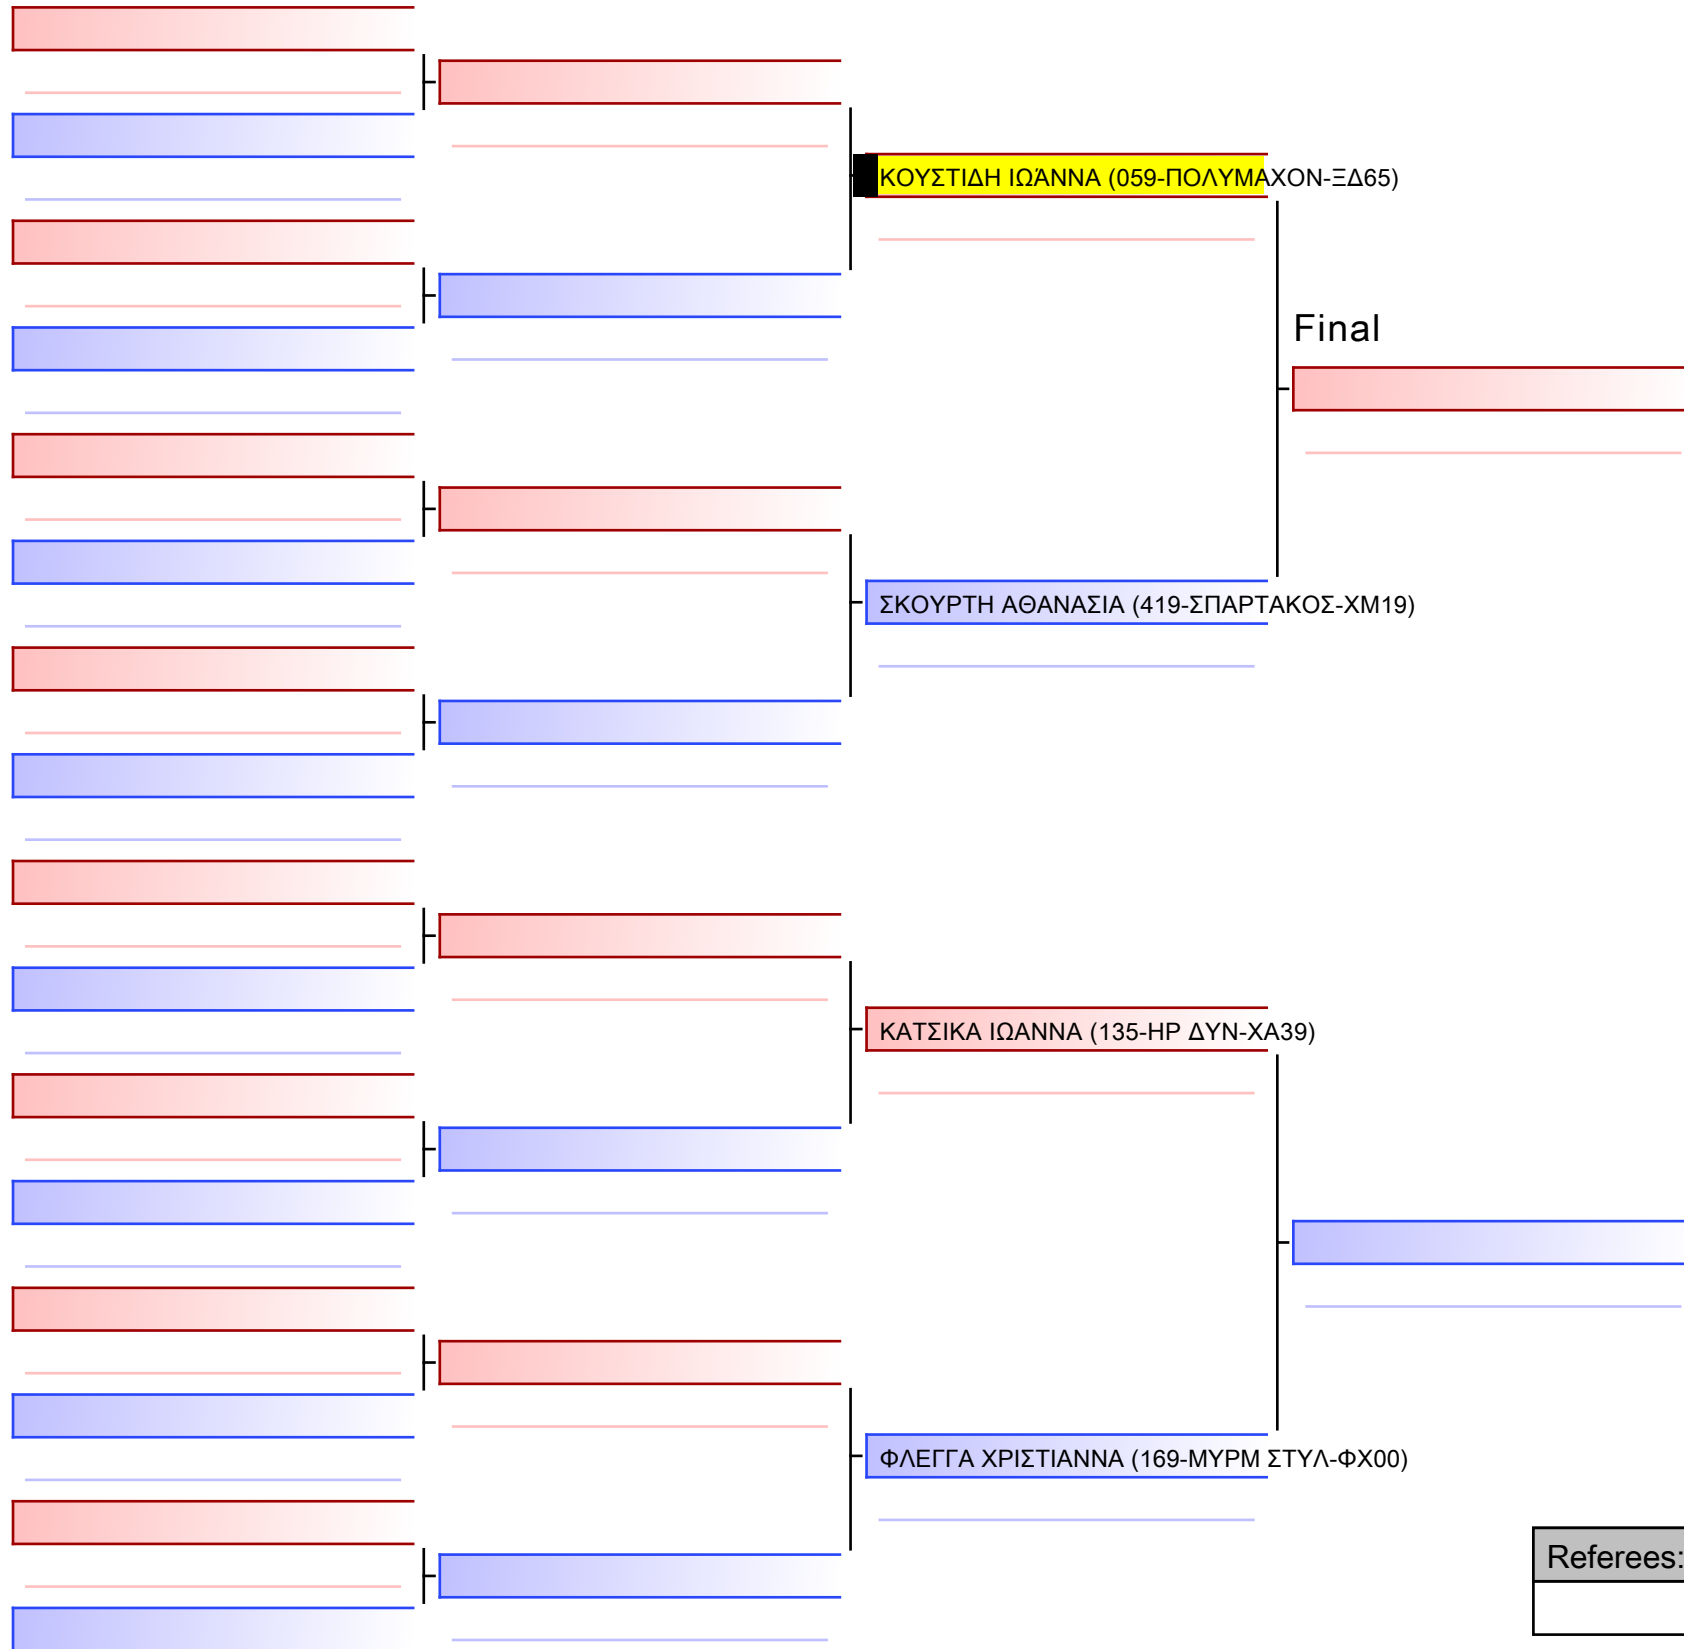 ΚΟΥΣΤΙΔΗ ΙΩΆΝΝΑ (059-ΠΟΛΥΜΑΧΟΝ-ΞΔ65)
Final
ΣΚΟΥΡΤΗ ΑΘΑΝΑΣΙΑ (419-ΣΠΑΡΤΑΚΟΣ-ΧΜ19)
ΚΑΤΣΙΚΑ ΙΩΑΝΝΑ (135-ΗΡ ΔΥΝ-ΧΑ39)
ΦΛΕΓΓΑ ΧΡΙΣΤΙΑΝΝΑ (169-ΜΥΡΜ ΣΤΥΛ-ΦΧ00)
Referees: